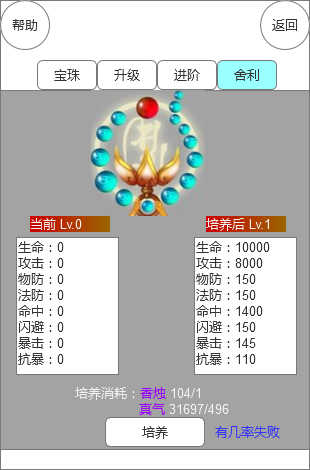 帮助
返回
宝珠 升级 进阶 舍利
当前 Lv.0
培养后 Lv.1
生命：0
攻击：0
物防：0
法防：0
命中：0
闪避：0
暴击：0
抗暴：0
生命：10000
攻击：8000
物防：150
法防：150
命中：1400
闪避：150
暴击：145
抗暴：110
培养消耗：香烛 104/1
真气 31697/496
培养
有几率失败